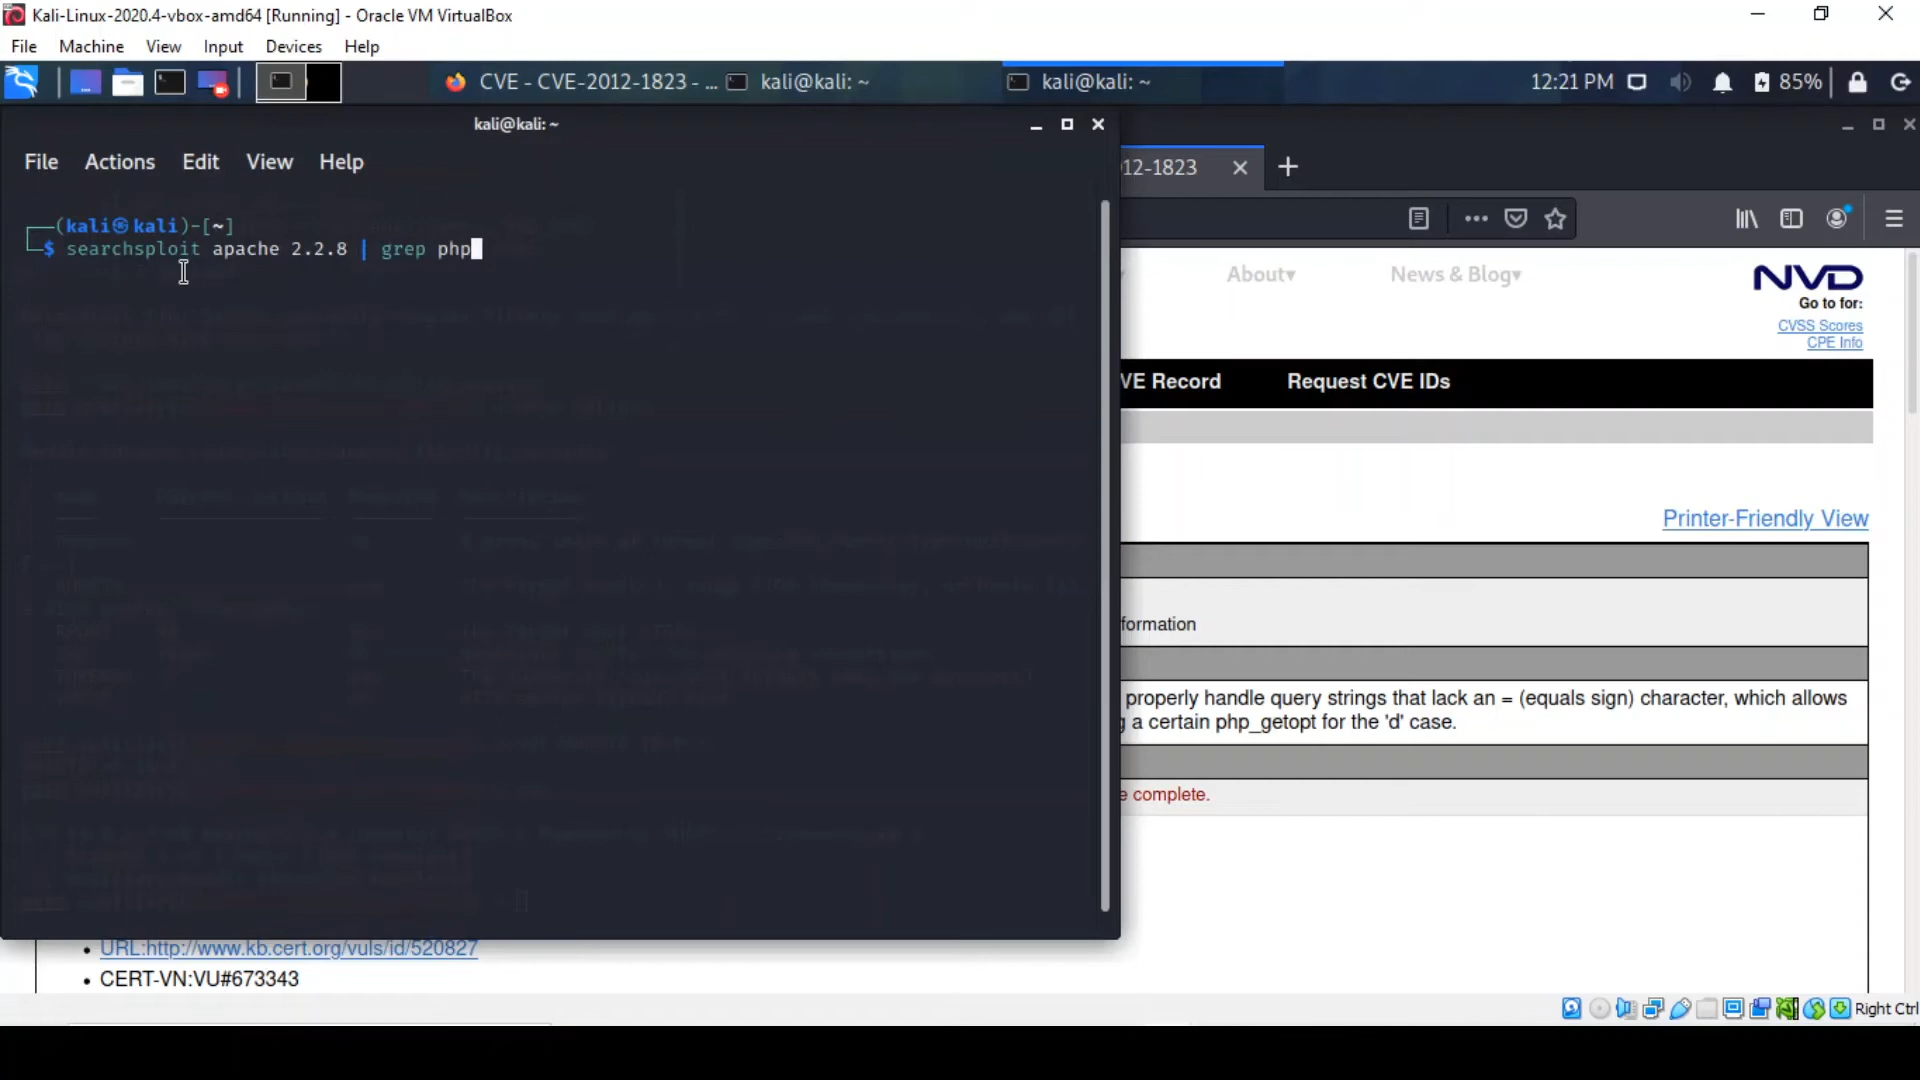 Kali-Linux-2020.4-vbox-amd64 [Running] - Oracle VM VirtualBox
File Machine View Input Devices Help
CVE - CVE-2012-1823 - ... kali@kali: ~ kali@kali: ~ 12:21 PM 85%
kali@kali: ~
File Actions Edit View Help
12-1823
(kali㉿kali)-[~]
$ searchsploit apache 2.2.8 | grep php
About▾ News & Blog▾
NVD
Go to for:
CVSS Scores
CPE Info
VE Record Request CVE IDs
Printer-Friendly View
formation
properly handle query strings that lack an = (equals sign) character, which allows
a certain php_getopt for the 'd' case.
e complete.
• URL:http://www.kb.cert.org/vuls/id/520827
• CERT-VN:VU#673343
Right Ctrl